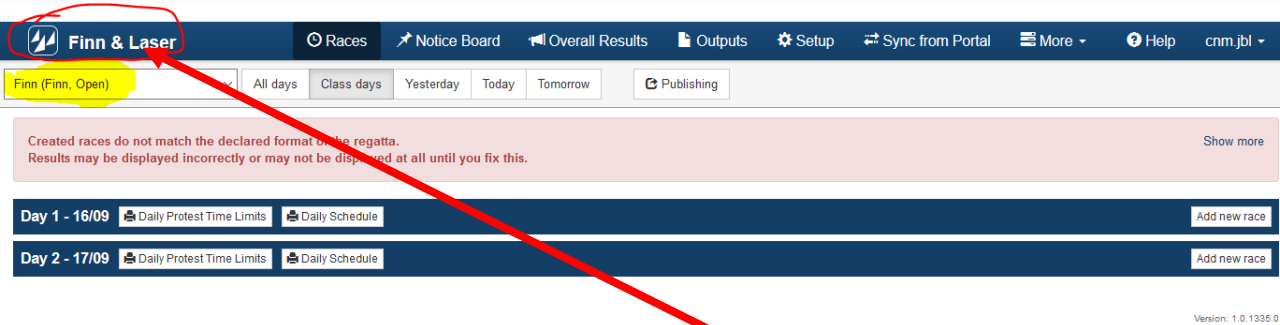 Finn & Laser Races Notice Board Overall Results Outputs Setup Sync from Portal More Help cnm.jbl
Finn (Finn, Open) All days Class days Yesterday Today Tomorrow Publishing
Created races do not match the declared format of the regatta. Show more
Results may be displayed incorrectly or may not be displayed at all until you fix this.
Day 1 - 16/09 Daily Protest Time Limits Daily Schedule Add new race
Day 2 - 17/09 Daily Protest Time Limits Daily Schedule Add new race
Version: 1.0.1335.0